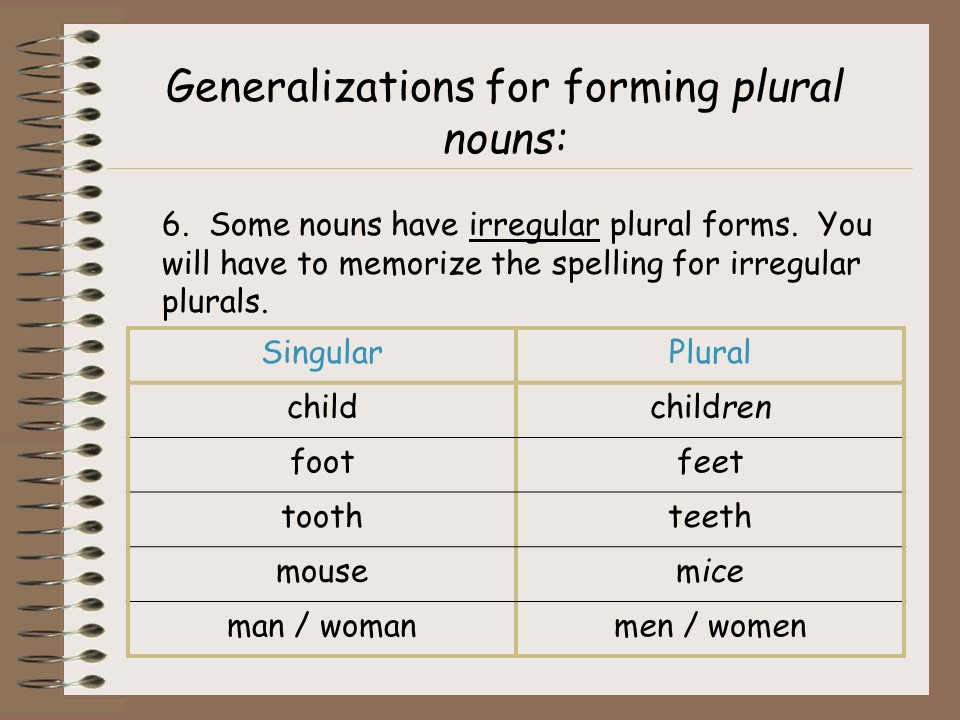 Generalizations for forming plural
nouns:
6. Some nouns have irregular plural forms. You
will have to memorize the spelling for irregular
plurals.
Singular Plural
child children
foot feet
tooth teeth
mouse mice
man / woman men / women